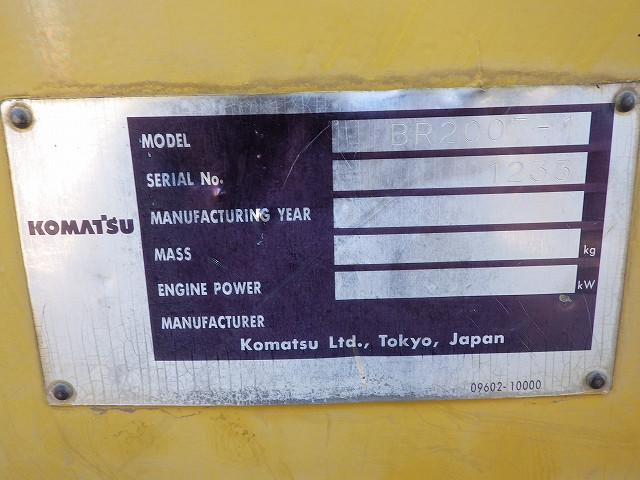 MODEL BR200T-1
SERIAL No. 1233
KOMATSU
MANUFACTURING YEAR
MASS kg
ENGINE POWER kW
MANUFACTURER
Komatsu Ltd., Tokyo, Japan
09602-10000